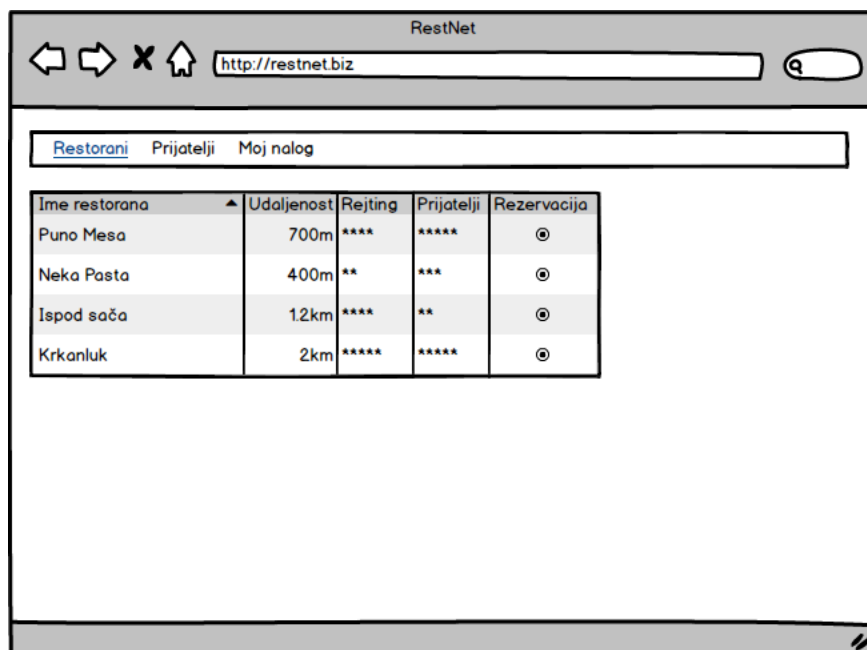 RestNet
http://restnet.biz
Restorani Prijatelji Moj nalog
Ime restorana Udaljenost Rejting Prijatelji Rezervacija
Puno Mesa 700m **** *****
Neka Pasta 400m ** ***
Ispod sača 1.2km **** **
Krkanluk 2km ***** *****